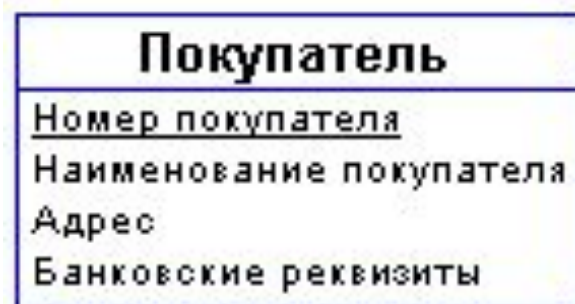 Покупатель
Номер покупателя
Наименование покупателя
Адрес
Банковские реквизиты